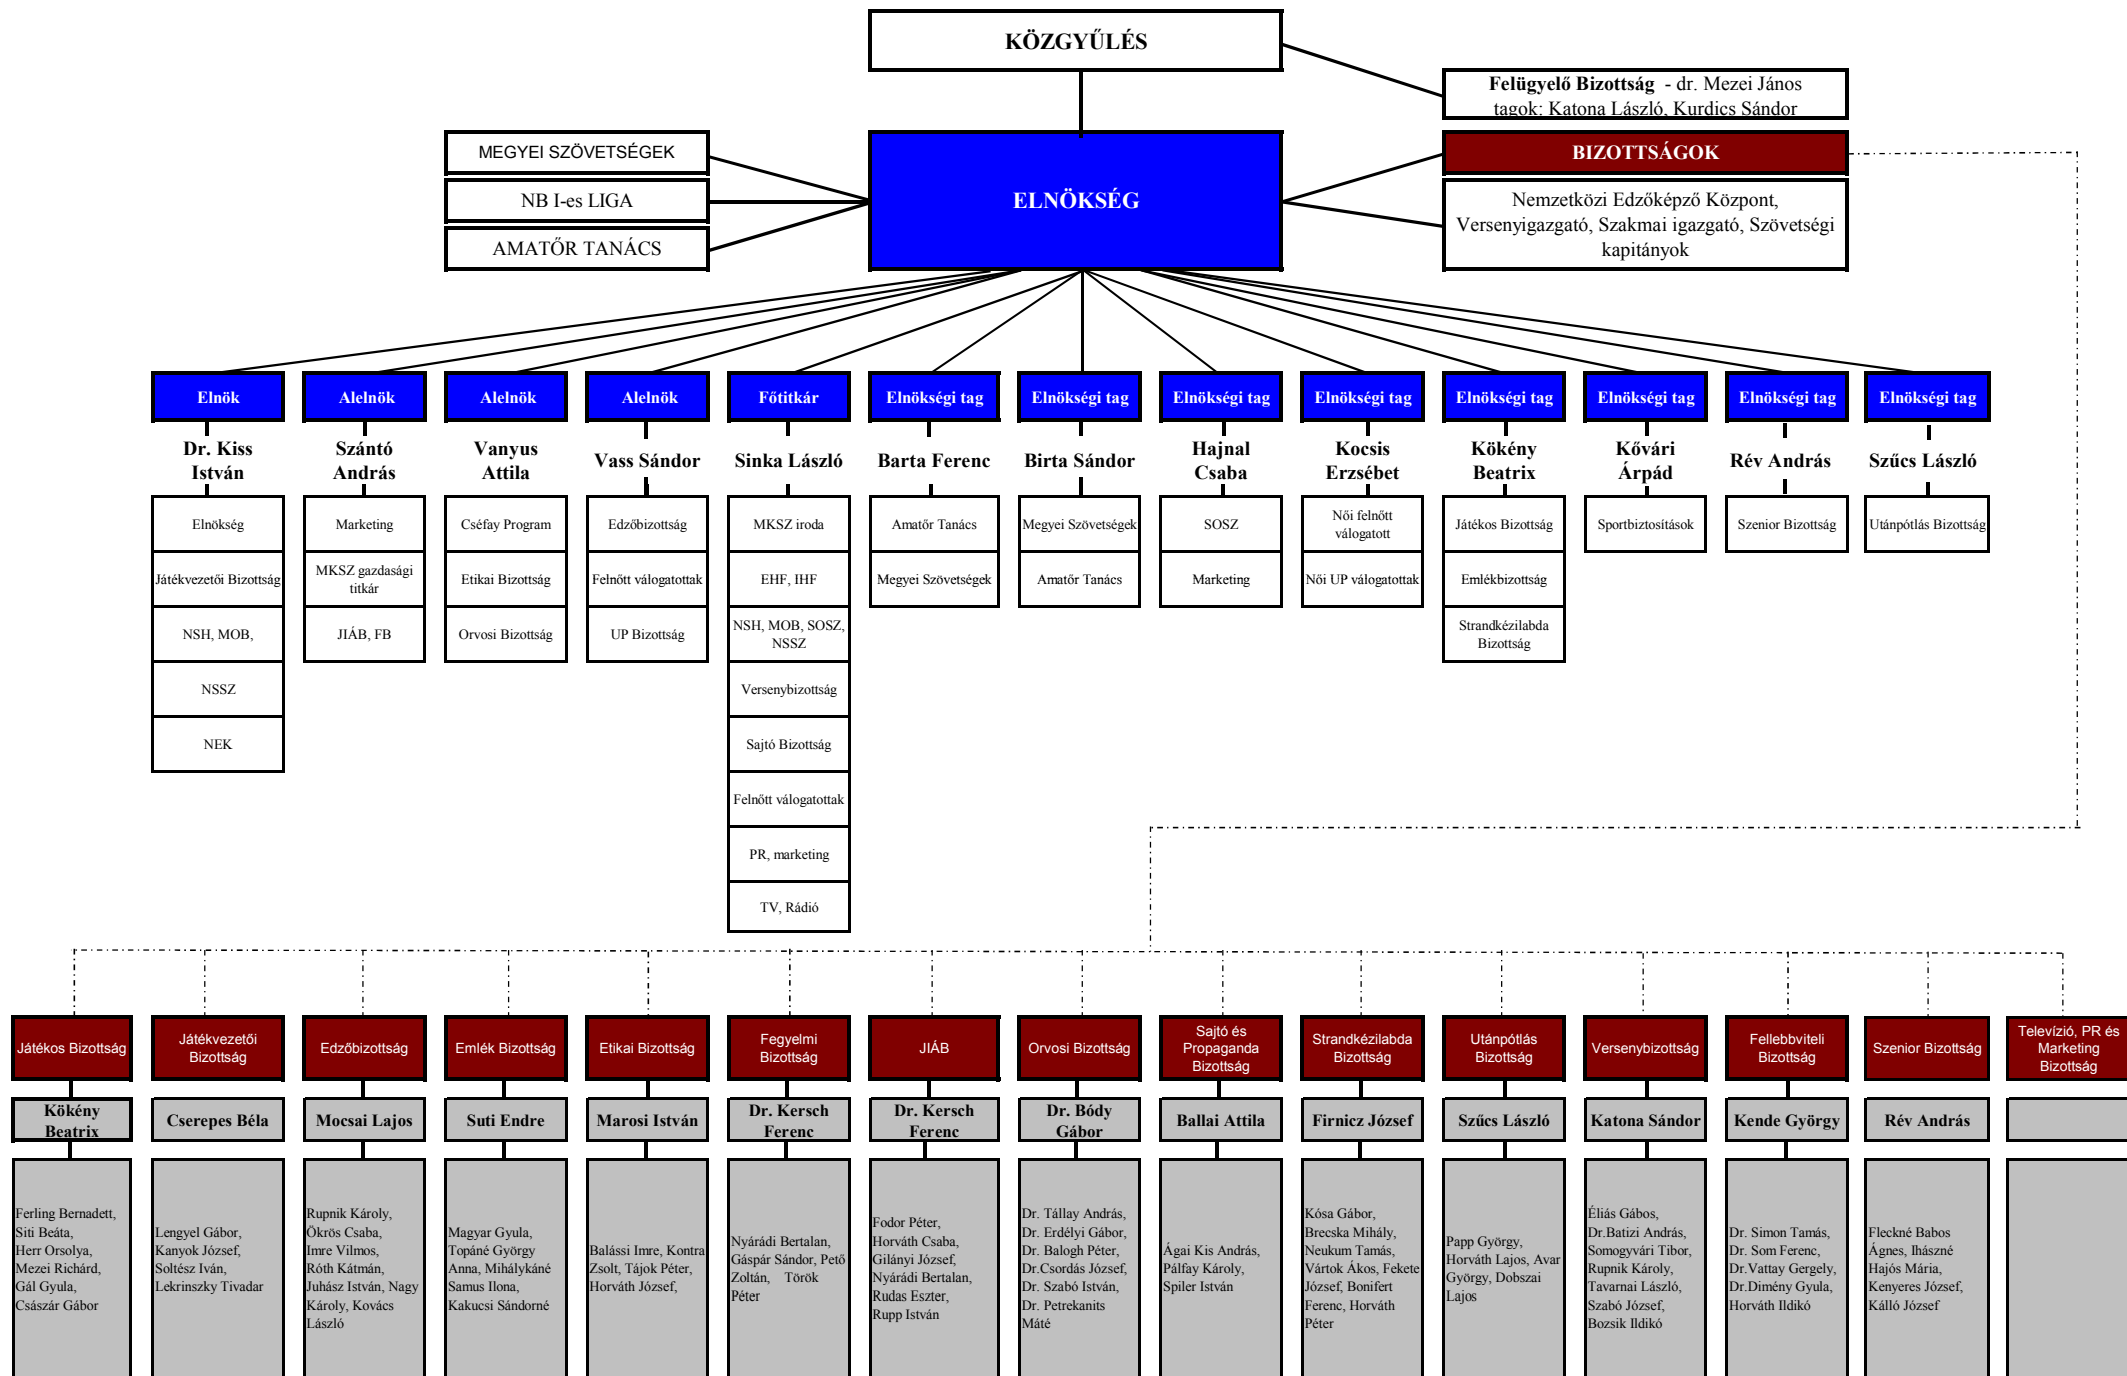 KÖZGYŰLÉS
Felügyelő Bizottság - dr. Mezei János
tagok: Katona László, Kurdics Sándor
MEGYEI SZÖVETSÉGEK
NB I-es LIGA
AMATŐR TANÁCS
ELNÖKSÉG
BIZOTTSÁGOK
Nemzetközi Edzőképző Központ,
Versenyigazgató, Szakmai igazgató, Szövetségi
kapitányok
Elnök
Dr. Kiss
István
Elnökség
Játékvezetői Bizottság
NSH, MOB,
NSSZ
NEK
Alelnök
Szántó
András
Marketing
MKSZ gazdasági
titkár
JIÁB, FB
Alelnök
Vanyus
Attila
Cséfay Program
Etikai Bizottság
Orvosi Bizottság
Alelnök
Vass Sándor
Edzőbizottság
Felnőtt válogatottak
UP Bizottság
Főtitkár
Sinka László
MKSZ iroda
EHF, IHF
NSH, MOB, SOSZ,
NSSZ
Versenybizottság
Sajtó Bizottság
Felnőtt válogatottak
PR, marketing
TV, Rádió
Elnökségi tag
Barta Ferenc
Amatőr Tanács
Megyei Szövetségek
Elnökségi tag
Birta Sándor
Megyei Szövetségek
Amatőr Tanács
Elnökségi tag
Hajnal
Csaba
SOSZ
Marketing
Elnökségi tag
Kocsis
Erzsébet
Női felnőtt
válogatott
Női UP válogatottak
Elnökségi tag
Kökény
Beatrix
Játékos Bizottság
Emlékbizottság
Strandkézilabda
Bizottság
Elnökségi tag
Kővári
Árpád
Sportbiztosítások
Elnökségi tag
Rév András
Szenior Bizottság
Elnökségi tag
Szűcs László
Utánpótlás Bizottság
Játékos Bizottság
Kökény
Beatrix
Ferling Bernadett,
Siti Beáta,
Herr Orsolya,
Mezei Richárd,
Gál Gyula,
Császár Gábor
Játékvezetői
Bizottság
Cserepes Béla
Lengyel Gábor,
Kanyok József,
Soltész Iván,
Lekrinszky Tivadar
Edzőbizottság
Mocsai Lajos
Rupnik Károly,
Ökrös Csaba,
Imre Vilmos,
Róth Kátmán,
Juhász István, Nagy
Károly, Kovács
László
Emlék Bizottság
Suti Endre
Magyar Gyula,
Topáné György
Anna, Mihálykáné
Samus Ilona,
Kakucsi Sándorné
Etikai Bizottság
Marosi István
Balássi Imre, Kontra
Zsolt, Tájok Péter,
Horváth József,
Fegyelmi
Bizottság
Dr. Kersch
Ferenc
Nyárádi Bertalan,
Gáspár Sándor, Pető
Zoltán, Török
Péter
JIÁB
Dr. Kersch
Ferenc
Fodor Péter,
Horváth Csaba,
Gilányi József,
Nyárádi Bertalan,
Rudas Eszter,
Rupp István
Orvosi Bizottság
Dr. Bódy
Gábor
Dr. Tállay András,
Dr. Erdélyi Gábor,
Dr. Balogh Péter,
Dr.Csordás József,
Dr. Szabó István,
Dr. Petrekanits
Máté
Sajtó és
Propaganda
Bizottság
Ballai Attila
Ágai Kis András,
Pálfay Károly,
Spiler István
Strandkézilabda
Bizottság
Firnicz József
Kósa Gábor,
Brecska Mihály,
Neukum Tamás,
Vártok Ákos, Fekete
József, Bonifert
Ferenc, Horváth
Péter
Utánpótlás
Bizottság
Szűcs László
Papp György,
Horváth Lajos, Avar
György, Dobszai
Lajos
Versenybizottság
Katona Sándor
Éliás Gábos,
Dr.Batizi András,
Somogyvári Tibor,
Rupnik Károly,
Tavarnai László,
Szabó József,
Bozsik Ildikó
Fellebbviteli
Bizottság
Kende György
Dr. Simon Tamás,
Dr. Som Ferenc,
Dr.Vattay Gergely,
Dr.Dimény Gyula,
Horváth Ildikó
Szenior Bizottság
Rév András
Fleckné Babos
Ágnes, Ihászné
Hajós Mária,
Kenyeres József,
Kálló József
Televízió, PR és
Marketing
Bizottság